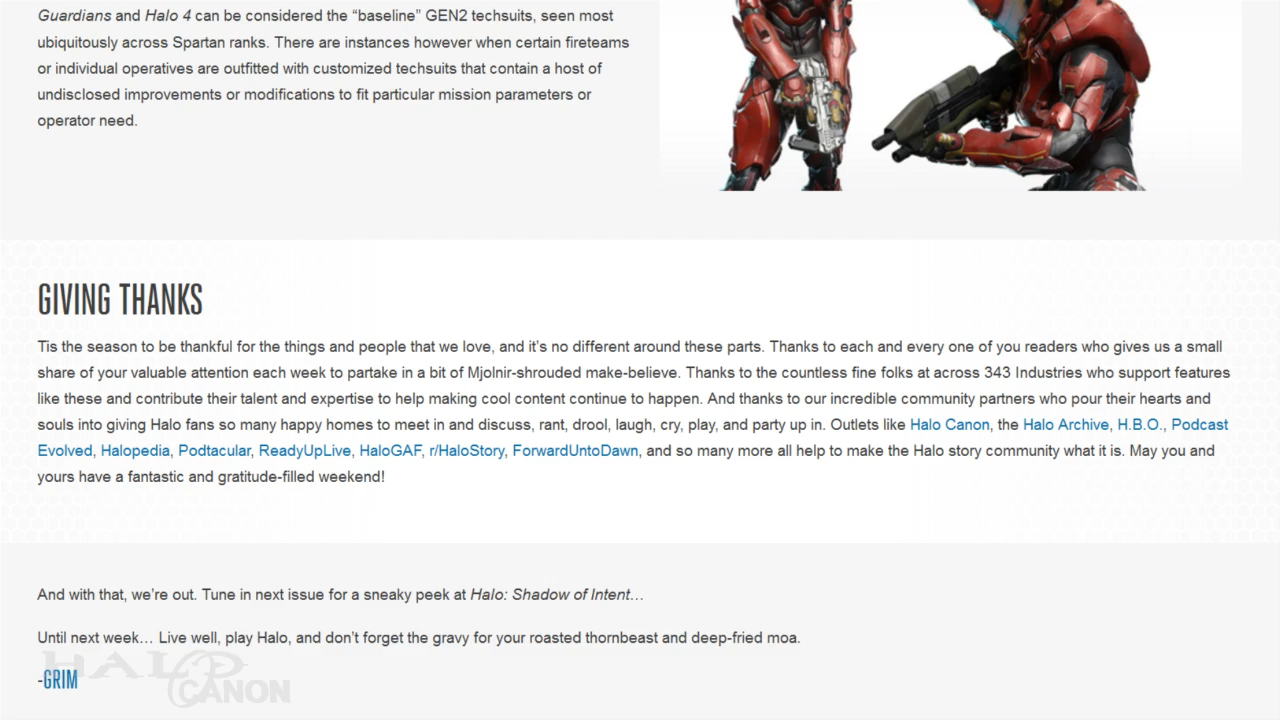 Guardians and Halo 4 can be considered the “baseline” GEN2 techsuits, seen most
ubiquitously across Spartan ranks. There are instances however when certain fireteams
or individual operatives are outfitted with customized techsuits that contain a host of
undisclosed improvements or modifications to fit particular mission parameters or
operator need.
GIVING THANKS
Tis the season to be thankful for the things and people that we love, and it’s no different around these parts. Thanks to each and every one of you readers who gives us a small
share of your valuable attention each week to partake in a bit of Mjolnir-shrouded make-believe. Thanks to the countless fine folks at across 343 Industries who support features
like these and contribute their talent and expertise to help making cool content continue to happen. And thanks to our incredible community partners who pour their hearts and
souls into giving Halo fans so many happy homes to meet in and discuss, rant, drool, laugh, cry, play, and party up in. Outlets like Halo Canon, the Halo Archive, H.B.O., Podcast
Evolved, Halopedia, Podtacular, ReadyUpLive, HaloGAF, r/HaloStory, ForwardUntoDawn, and so many more all help to make the Halo story community what it is. May you and
yours have a fantastic and gratitude-filled weekend!
And with that, we’re out. Tune in next issue for a sneaky peek at Halo: Shadow of Intent…
Until next week… Live well, play Halo, and don’t forget the gravy for your roasted thornbeast and deep-fried moa.
-GRIM
HALO
CANON